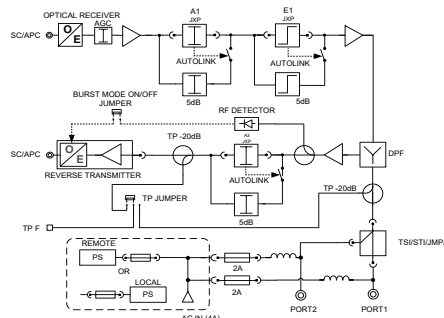 OPTICAL RECEIVER
A1
E1
AGC
JXP
JXP
SC/APC
O
E
AUTOLINK
AUTOLINK
BURST MODE ON/OFF
JUMPER
5dB
5dB
RF DETECTOR
TP -20dB
A3
JXP
SC/APC
O
E
DPF
REVERSE TRANSMITTER
AUTOLINK
TP -20dB
TP JUMPER
5dB
TP F
REMOTE
TSI/STI/JMP/
PS
OR
2A
LOCAL
PS
2A
PORT2
PORT1
AC IN (4A)